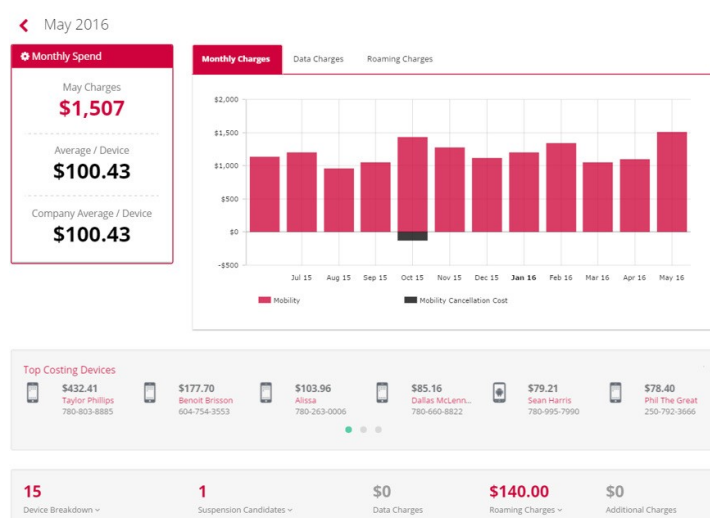 May 2016
Monthly Spend
May Charges
$1,507
Average / Device
$100.43
Company Average / Device
$100.43
Monthly Charges Data Charges Roaming Charges
$2,000
$1,500
$1,000
$500
$0
-$500
Jul 15 Aug 15 Sep 15 Oct 15 Nov 15 Dec 15 Jan 16 Feb 16 Mar 16 Apr 16 May 16
Mobility Mobility Cancellation Cost
Top Costing Devices
$432.41 $177.70 $103.96 $85.16 $79.21 $78.40
Taylor Phillips Benoit Brisson Alissa Dallas McLenn... Sean Harris Phil The Great
780-803-8885 604-754-3553 780-263-0006 780-660-8822 780-995-7990 250-792-3666
15 1 $0 $140.00 $0
Device Breakdown Suspension Candidates Data Charges Roaming Charges Additional Charges